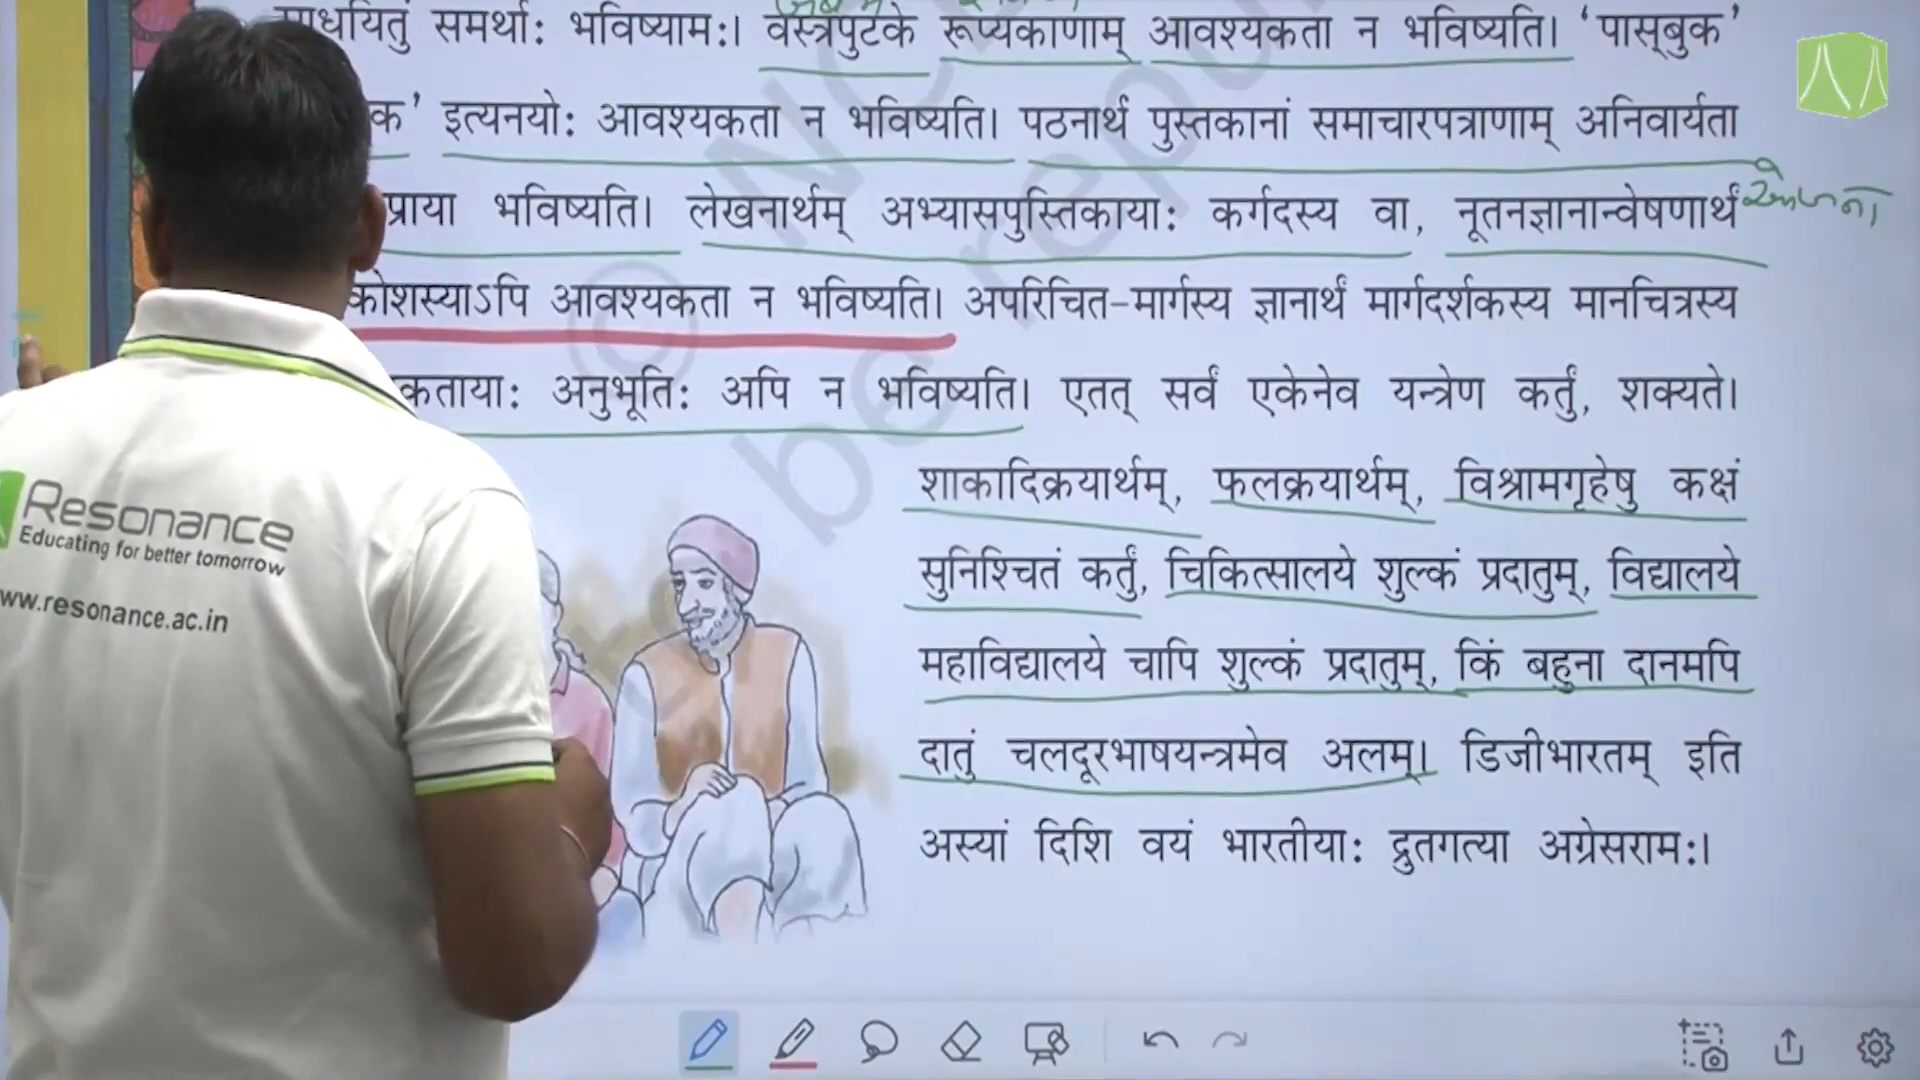 समर्थाः भविष्यामः। वस्त्रपुटके रूप्यकाणाम् आवश्यकता न भविष्यति। ‘पास्‌बुक’
क’ इत्यनयोः आवश्यकता न भविष्यति। पठनार्थं पुस्तकानां समाचारपत्राणाम् अनिवार्यता
प्राया भविष्यति। लेखनार्थम् अभ्यासपुस्तिकायाः कर्गदस्य वा, नूतनज्ञानान्वेषणार्थं
कोशस्याऽपि आवश्यकता न भविष्यति। अपरिचित-मार्गस्य ज्ञानार्थं मार्गदर्शकस्य मानचित्रस्य
कतायाः अनुभूतिः अपि न भविष्यति। एतत् सर्वं एकेनेव यन्त्रेण कर्तुं, शक्यते।
शाकादिक्रयार्थम्, फलक्रयार्थम्, विश्रामगृहेषु कक्षं
सुनिश्चितं कर्तुं, चिकित्सालये शुल्कं प्रदातुम्, विद्यालये
महाविद्यालये चापि शुल्कं प्रदातुम्, किं बहुना दानमपि
दातुं चलदूरभाषयन्त्रमेव अलम्। डिजीभारतम् इति
अस्यां दिशि वयं भारतीयाः द्रुतगत्या अग्रेसरामः।
Resonance
Educating for better tomorrow
ww.resonance.ac.in